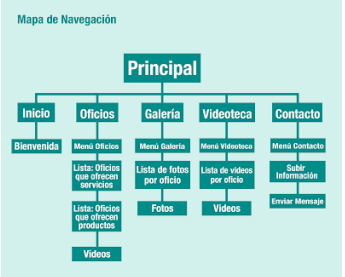 Mapa de Navegación
Principal
Inicio
Oficios
Galería
Videoteca
Contacto
Bienvenida
Menú Oficios
Menú Galería
Menú Videoteca
Menú Contacto
Lista: Oficios
que ofrecen
servicios
Lista de fotos
por oficio
Lista de videos
por oficio
Subir
Información
Lista: Oficios
que ofrecen
productos
Fotos
Videos
Enviar Mensaje
Videos